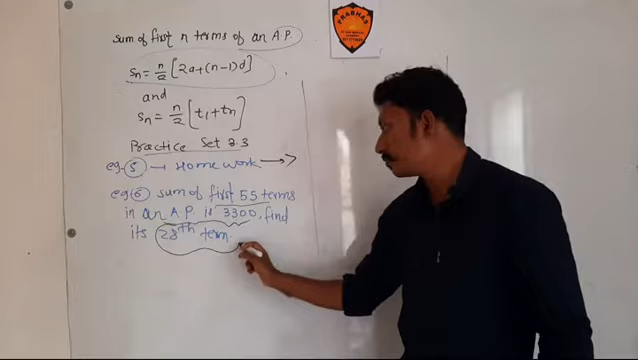 PRABHAS
Sum of first n terms of an A.P.
Sn = n/2 [2a+(n-1)d]
and
Sn = n/2 [t1 + tn]
Practice Set 3.3
eg. 5 → Home work →
eg. 6 Sum of first 55 terms
in an A.P. is 3300, find
its 28th term.